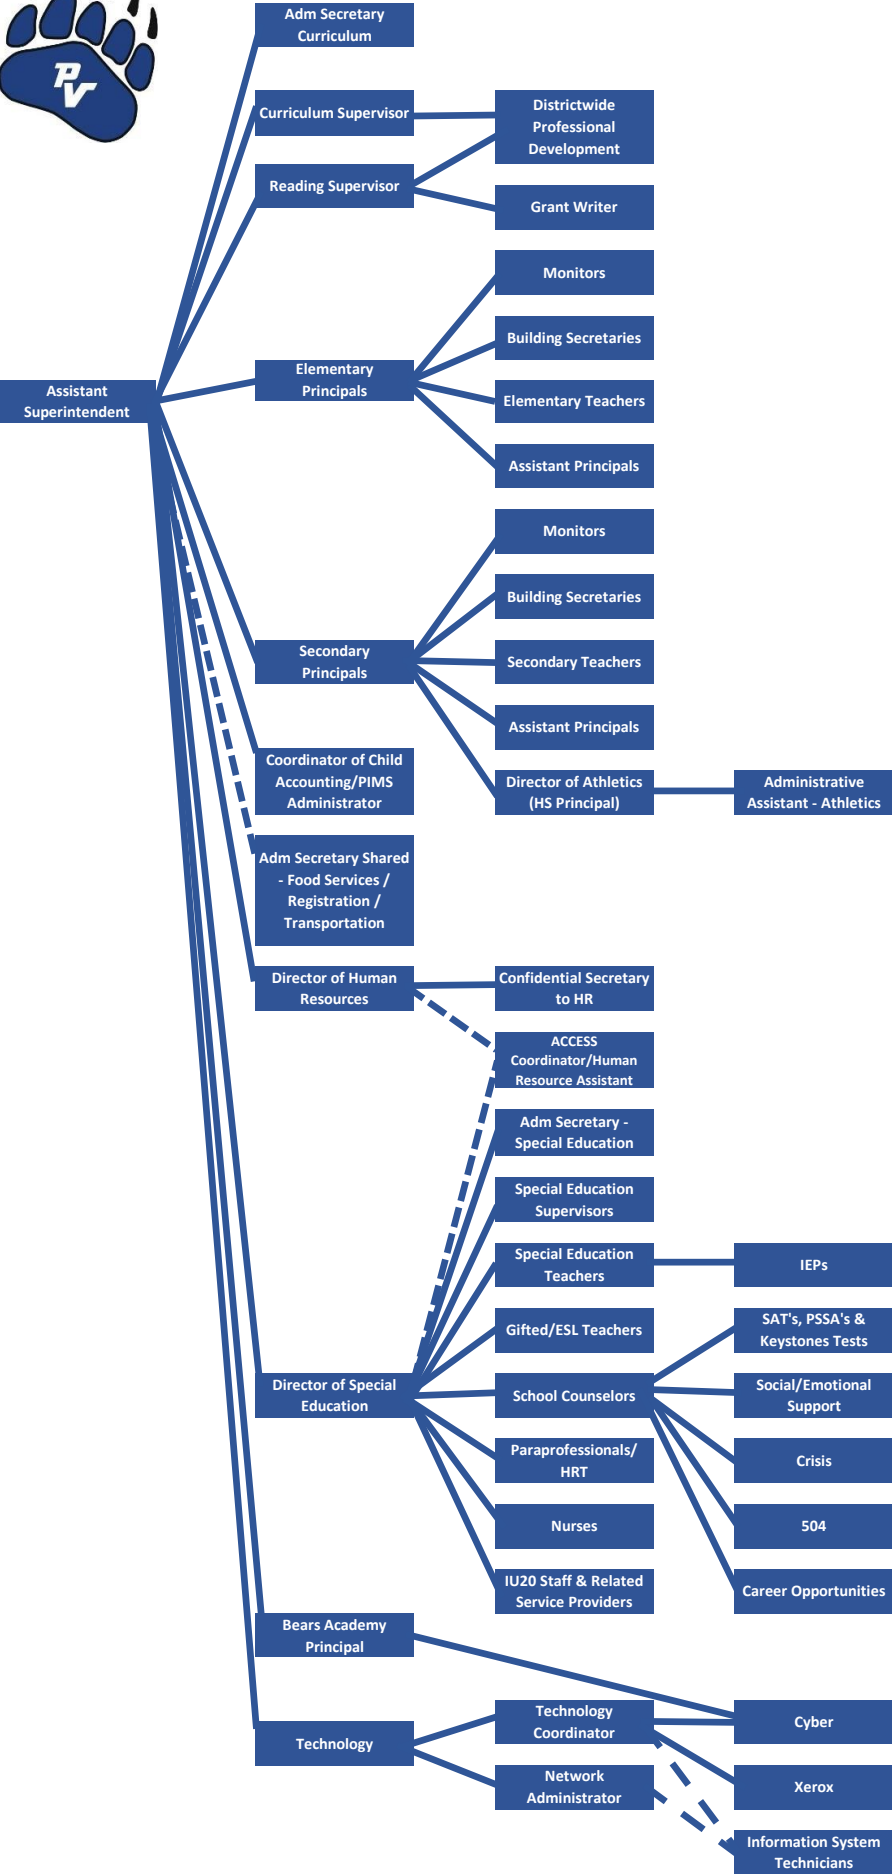 Adm Secretary
Curriculum
PV
Curriculum Supervisor
Districtwide
Professional
Development
Reading Supervisor
Grant Writer
Monitors
Building Secretaries
Elementary
Principals
Assistant
Superintendent
Elementary Teachers
Assistant Principals
Monitors
Building Secretaries
Secondary
Principals
Secondary Teachers
Assistant Principals
Coordinator of Child
Accounting/PIMS
Administrator
Director of Athletics
(HS Principal)
Administrative
Assistant - Athletics
Adm Secretary Shared
- Food Services /
Registration /
Transportation
Director of Human
Resources
Confidential Secretary
to HR
ACCESS
Coordinator/Human
Resource Assistant
Adm Secretary -
Special Education
Special Education
Supervisors
Special Education
Teachers
IEPs
Gifted/ESL Teachers
SAT's, PSSA's &
Keystones Tests
Director of Special
Education
School Counselors
Social/Emotional
Support
Paraprofessionals/
HRT
Crisis
Nurses
504
IU20 Staff & Related
Service Providers
Career Opportunities
Bears Academy
Principal
Technology
Coordinator
Cyber
Technology
Network
Administrator
Xerox
Information System
Technicians